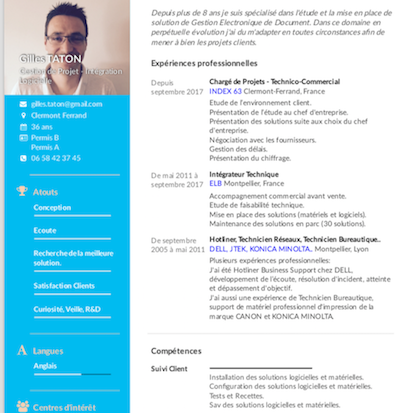 Gilles TATON
Gestion de Projet - Intégration
Logicielle
gilles.taton@gmail.com
Clermont Ferrand
36 ans
Permis B
Permis A
06 58 42 37 45
Atouts
Conception
Ecoute
Recherche de la meilleure
solution.
Satisfaction Clients
Curiosité, Veille, R&D
Langues
Anglais
Centres d'intérêt
Depuis plus de 8 ans je suis spécialisé dans l'étude et la mise en place de
solution de Gestion Electronique de Document. Dans ce domaine en
perpétuelle évolution j'ai du m'adapter en toutes circonstances afin de
mener à bien les projets clients.
Expériences professionnelles
Depuis
septembre 2017
Chargé de Projets - Technico-Commercial
INDEX 63 Clermont-Ferrand, France
Etude de l'environnement client.
Présentation de l'étude au chef d'entreprise.
Présentation des solutions suite aux choix du chef
d'entreprise.
Négociation avec les fournisseurs.
Gestion des délais.
Présentation du chiffrage.
De mai 2011 à
septembre 2017
Intégrateur Technique
ELB Montpellier, France
Accompagnement commercial avant vente.
Etude de faisabilité technique.
Mise en place des solutions (matériels et logiciels).
Maintenance des solutions en parc (30 solutions).
De septembre
2005 à mai 2011
Hotliner, Technicien Réseaux, Technicien Bureautique..
DELL, JTEK, KONICA MINOLTA.. Montpellier, France
Plusieurs expériences professionnelles:
J'ai été Hotliner Business Support chez DELL,
développement de l'écoute, résolution d'incident, atteinte
et dépassement d'objectif.
J'ai aussi une expérience de Technicien Bureautique,
support de matériel professionnel d'impression de la
marque CANON et KONICA MINOLTA.
Compétences
Suivi Client
Installation des solutions logicielles et matérielles.
Configuration des solutions logicielles et matérielles.
Tests et Recettes.
Sav des solutions logicielles et matérielles.